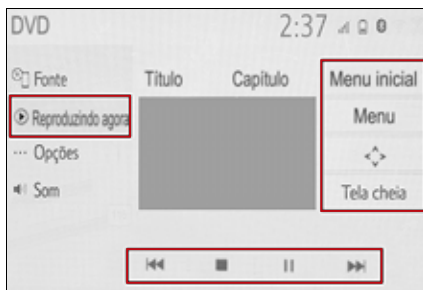 DVD 2:37
Fonte Título Capítulo Menu inicial
Reproduzindo agora Menu
Opções
Som Tela cheia